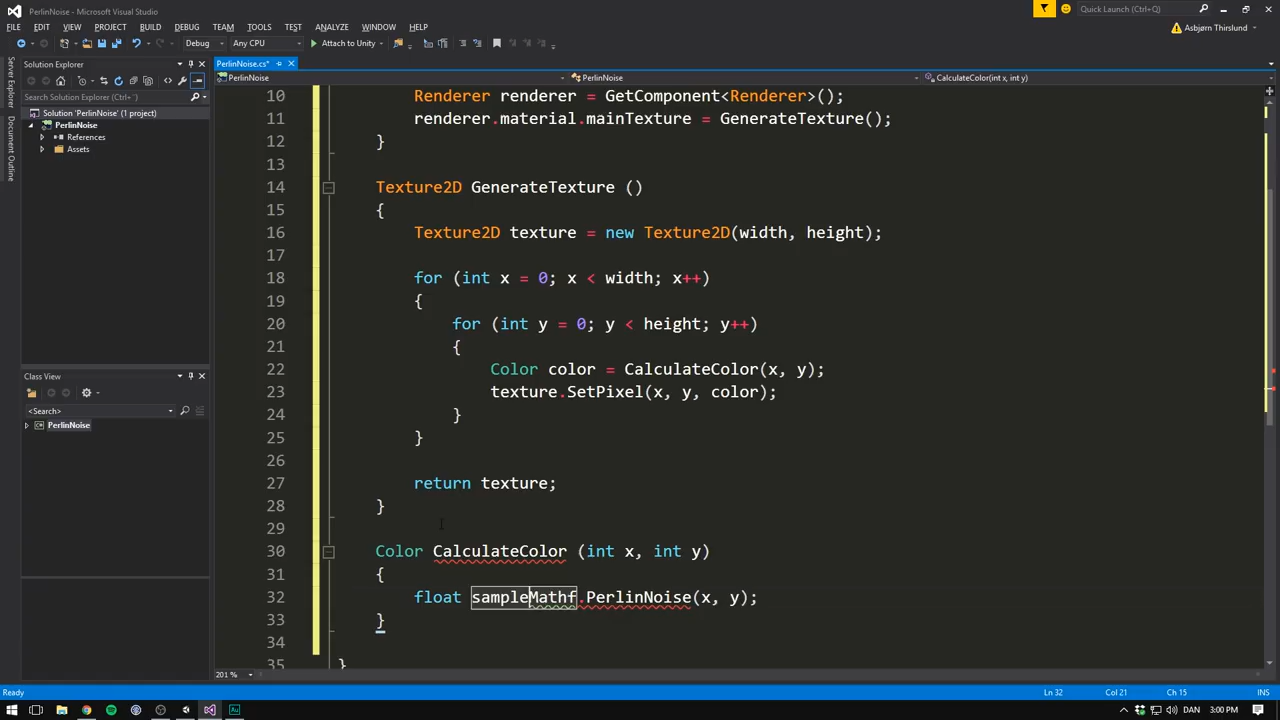 PerlinNoise - Microsoft Visual Studio
Quick Launch (Ctrl+Q)
FILE EDIT VIEW PROJECT BUILD DEBUG TEAM TOOLS TEST ANALYZE WINDOW HELP
Asbjørn Thirslund
Debug Any CPU Attach to Unity
Server Explorer
Document Outline
Solution Explorer
Search Solution Explorer (Ctrl+')
Solution 'PerlinNoise' (1 project)
PerlinNoise
References
Assets
Class View
<Search>
PerlinNoise
PerlinNoise.cs*
PerlinNoise PerlinNoise CalculateColor(int x, int y)
10 Renderer renderer = GetComponent<Renderer>();
11 renderer.material.mainTexture = GenerateTexture();
12 }
13
14 Texture2D GenerateTexture ()
15 {
16 Texture2D texture = new Texture2D(width, height);
17
18 for (int x = 0; x < width; x++)
19 {
20 for (int y = 0; y < height; y++)
21 {
22 Color color = CalculateColor(x, y);
23 texture.SetPixel(x, y, color);
24 }
25 }
26
27 return texture;
28 }
29
30 Color CalculateColor (int x, int y)
31 {
32 float sampleMathf.PerlinNoise(x, y);
33 }
34
35 }
201 %
Ready Ln 32 Col 21 Ch 15 INS
DAN 3:00 PM